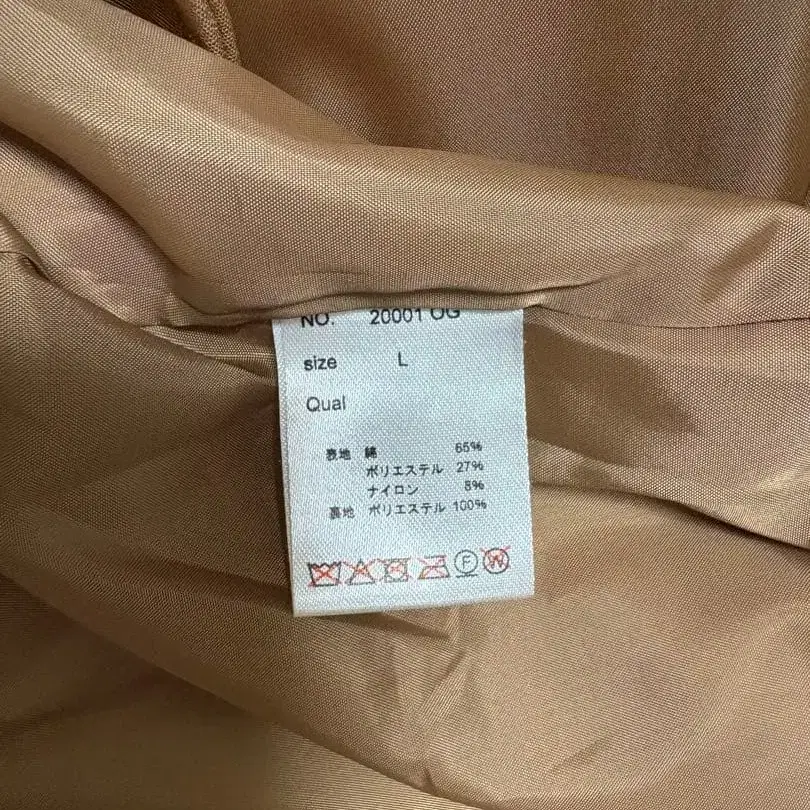 NO. 20001 OG
size L
Qual
表地 綿 65%
ポリエステル 27%
ナイロン 8%
裏地 ポリエステル 100%
F W